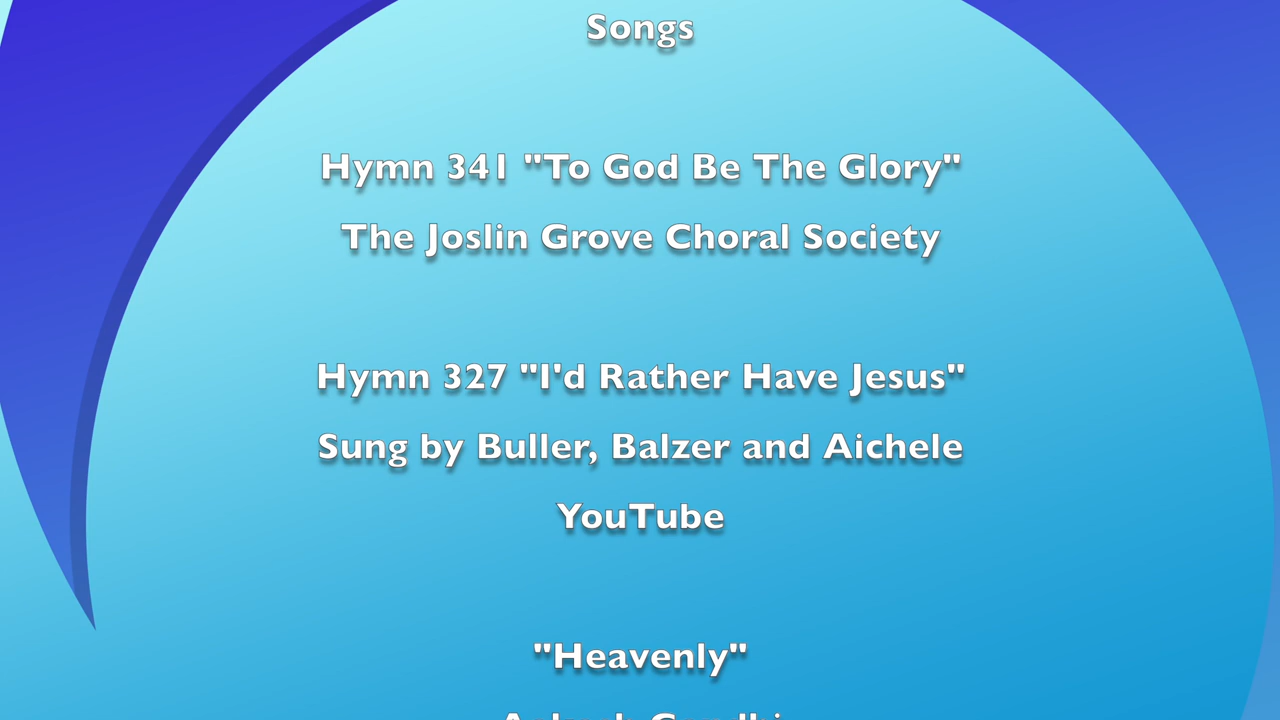 Songs
Hymn 341 "To God Be The Glory"
The Joslin Grove Choral Society
Hymn 327 "I'd Rather Have Jesus"
Sung by Buller, Balzer and Aichele
YouTube
"Heavenly"